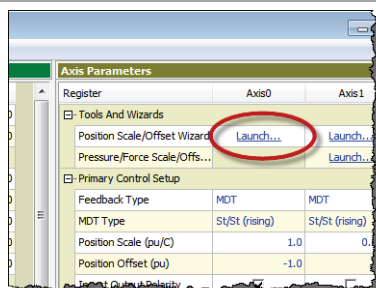 Axis Parameters
Register Axis0 Axis1
Tools And Wizards
Position Scale/Offset Wizard Launch... Launch...
Pressure/Force Scale/Offs... Launch...
Primary Control Setup
Feedback Type MDT MDT
MDT Type St/St (rising) St/St (rising)
Position Scale (pu/C) 1.0 0.
Position Offset (pu) -1.0
Polarity